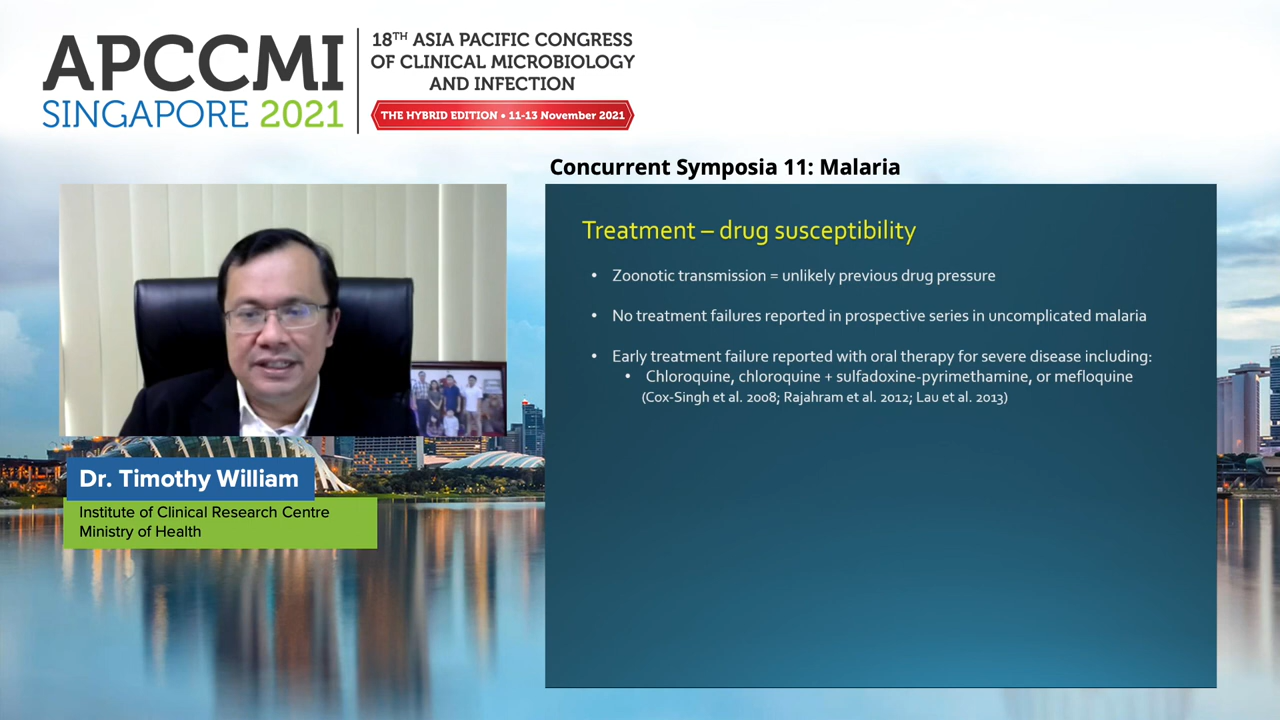 APCCMI
SINGAPORE 2021
18TH ASIA PACIFIC CONGRESS
OF CLINICAL MICROBIOLOGY
AND INFECTION
THE HYBRID EDITION • 11-13 November 2021
Concurrent Symposia 11: Malaria
Treatment – drug susceptibility
• Zoonotic transmission = unlikely previous drug pressure
• No treatment failures reported in prospective series in uncomplicated malaria
• Early treatment failure reported with oral therapy for severe disease including:
• Chloroquine, chloroquine + sulfadoxine-pyrimethamine, or mefloquine
(Cox-Singh et al. 2008; Rajahram et al. 2012; Lau et al. 2013)
Dr. Timothy William
Institute of Clinical Research Centre
Ministry of Health